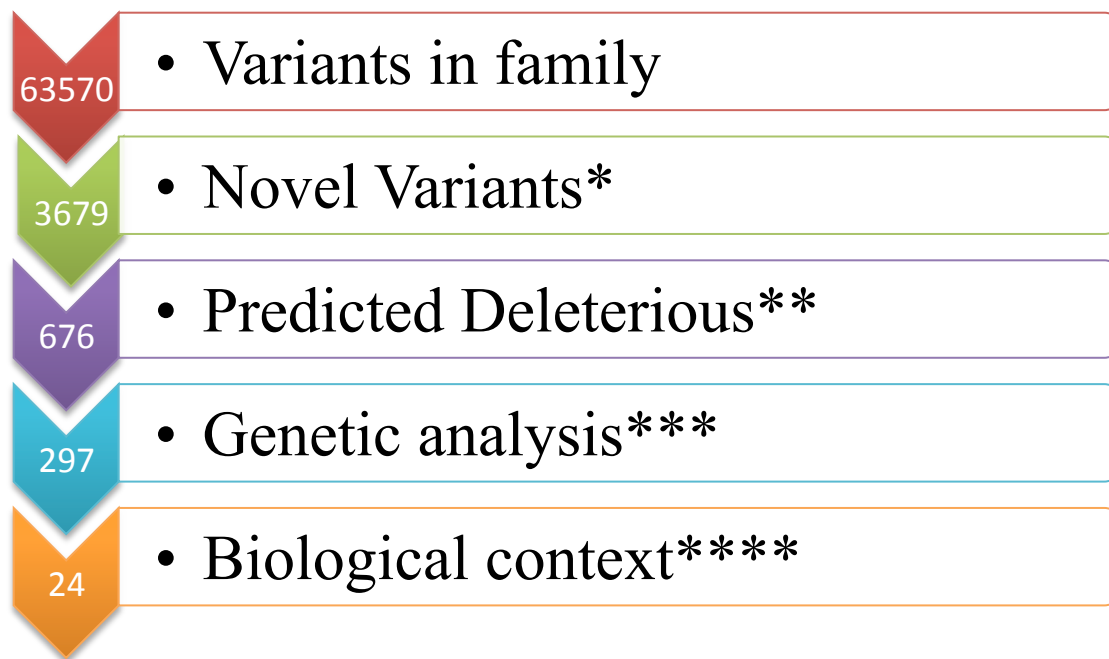 63570
• Variants in family
3679
• Novel Variants*
676
• Predicted Deleterious**
297
• Genetic analysis***
24
• Biological context****